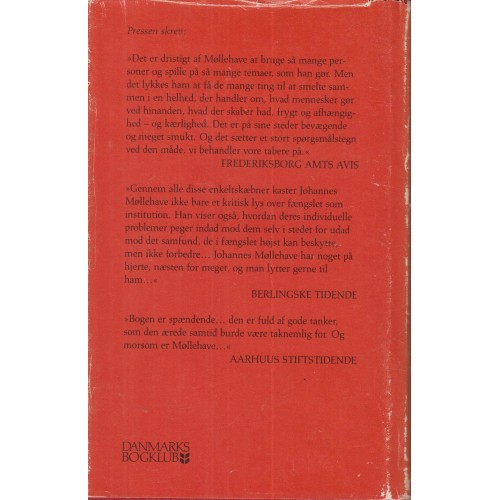 Pressen skrev:
»Det er dristigt af Møllehave at bruge så mange per-
soner og spille på så mange temaer, som han gør. Men
det lykkes ham at få de mange ting til at smelte sam-
men i en helhed, der handler om, hvad mennesker gør
ved hinanden, hvad der skaber had, frygt og afhængig-
hed – og kærlighed. Det er på sine steder bevægende
og meget smukt. Og det sætter et stort spørgsmålstegn
ved den måde, vi behandler vore tabere på.«
FREDERIKSBORG AMTS AVIS
»Gennem alle disse enkeltskæbner kaster Johannes
Møllehave ikke bare et kritisk lys over fængslet som
institution. Han viser også, hvordan deres individuelle
problemer peger indad mod dem selv i stedet for udad
mod det samfund, de i fængslet højst kan beskytte,
men ikke forbedre... Johannes Møllehave har noget på
hjerte, næsten for meget, og man lytter gerne til
ham...«
BERLINGSKE TIDENDE
»Bogen er spændende... den er fuld af gode tanker,
som den ærede samtid burde være taknemlig for. Og
morsom er Møllehave...«
AARHUUS STIFTSTIDENDE
DANMARKS
BOGKLUB